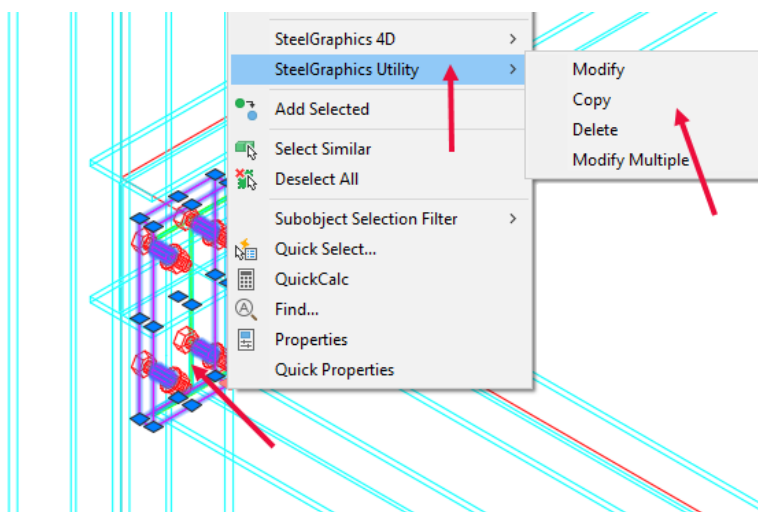 SteelGraphics 4D
SteelGraphics Utility
Add Selected
Select Similar
Deselect All
Subobject Selection Filter
Quick Select...
QuickCalc
Find...
Properties
Quick Properties
Modify
Copy
Delete
Modify Multiple